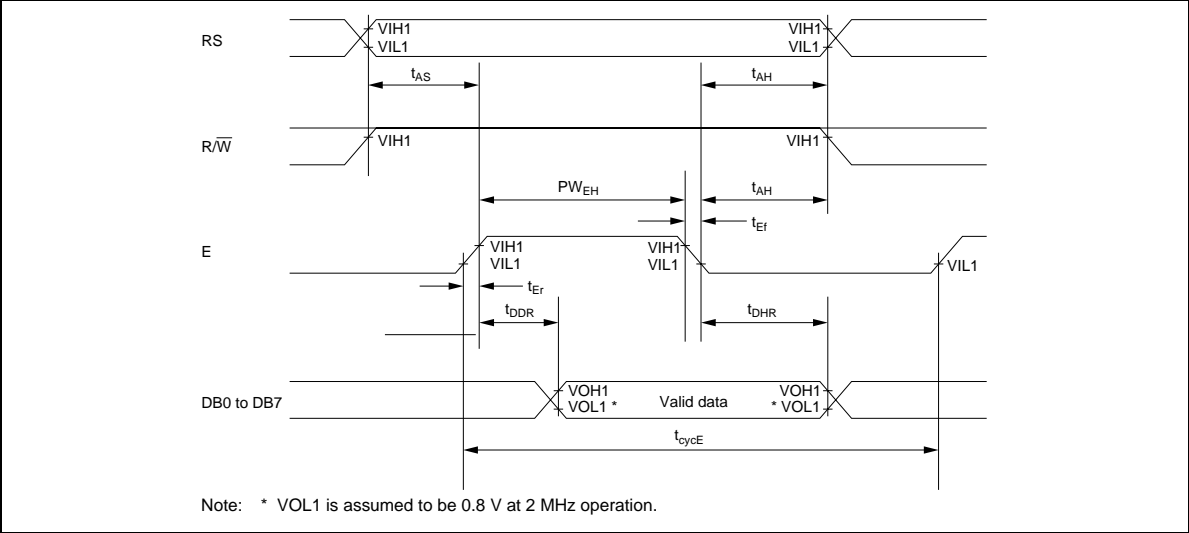 RS
VIH1
VIL1
VIH1
VIL1
tAS
tAH
R/W̅
VIH1
VIH1
PWEH
tAH
tEf
E
VIH1
VIL1
VIH1
VIL1
VIL1
tEr
tDDR
tDHR
DB0 to DB7
VOH1
VOL1 *
Valid data
VOH1
* VOL1
tcycE
Note: * VOL1 is assumed to be 0.8 V at 2 MHz operation.